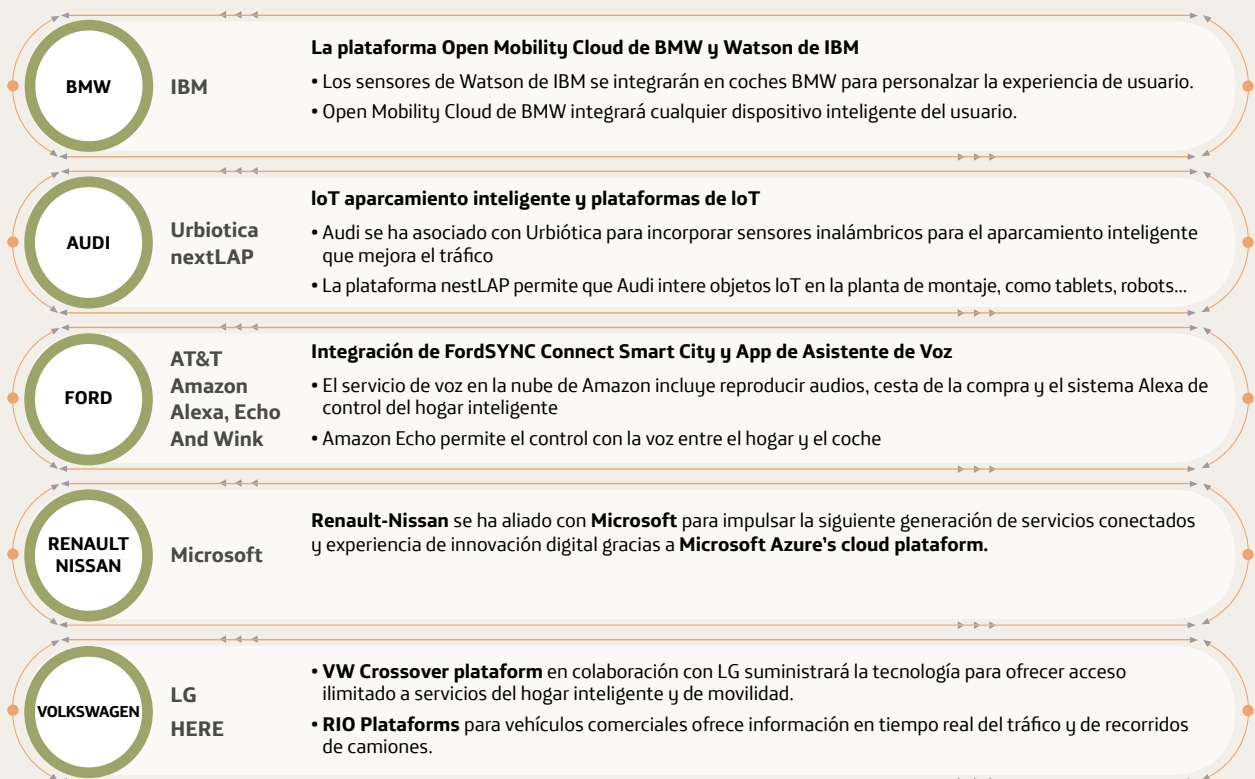 BMW
IBM
La plataforma Open Mobility Cloud de BMW y Watson de IBM
• Los sensores de Watson de IBM se integrarán en coches BMW para personalzar la experiencia de usuario.
• Open Mobility Cloud de BMW integrará cualquier dispositivo inteligente del usuario.
AUDI
Urbiotica
nextLAP
loT aparcamiento inteligente y plataformas de loT
• Audi se ha asociado con Urbiótica para incorporar sensores inalámbricos para el aparcamiento inteligente
que mejora el tráfico
• La plataforma nestLAP permite que Audi intere objetos loT en la planta de montaje, como tablets, robots...
FORD
AT&T
Amazon
Alexa, Echo
And Wink
Integración de FordSYNC Connect Smart City y App de Asistente de Voz
• El servicio de voz en la nube de Amazon incluye reproducir audios, cesta de la compra y el sistema Alexa de
control del hogar inteligente
• Amazon Echo permite el control con la voz entre el hogar y el coche
RENAULT
NISSAN
Microsoft
Renault-Nissan se ha aliado con Microsoft para impulsar la siguiente generación de servicios conectados
y experiencia de innovación digital gracias a Microsoft Azure’s cloud plataform.
VOLKSWAGEN
LG
HERE
• VW Crossover plataform en colaboración con LG suministrará la tecnología para ofrecer acceso
ilimitado a servicios del hogar inteligente y de movilidad.
• RIO Plataforms para vehículos comerciales ofrece información en tiempo real del tráfico y de recorridos
de camiones.